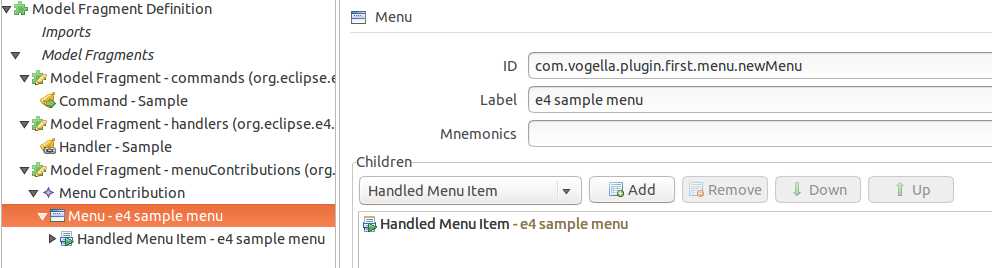 Model Fragment Definition
Imports
Model Fragments
Model Fragment - commands (org.eclipse.e
Command - Sample
Model Fragment - handlers (org.eclipse.e4.
Handler - Sample
Model Fragment - menuContributions (org.
Menu Contribution
Menu - e4 sample menu
Handled Menu Item - e4 sample menu
Menu
ID com.vogella.plugin.first.menu.newMenu
Label e4 sample menu
Mnemonics
Children
Handled Menu Item Add Remove Down Up
Handled Menu Item - e4 sample menu